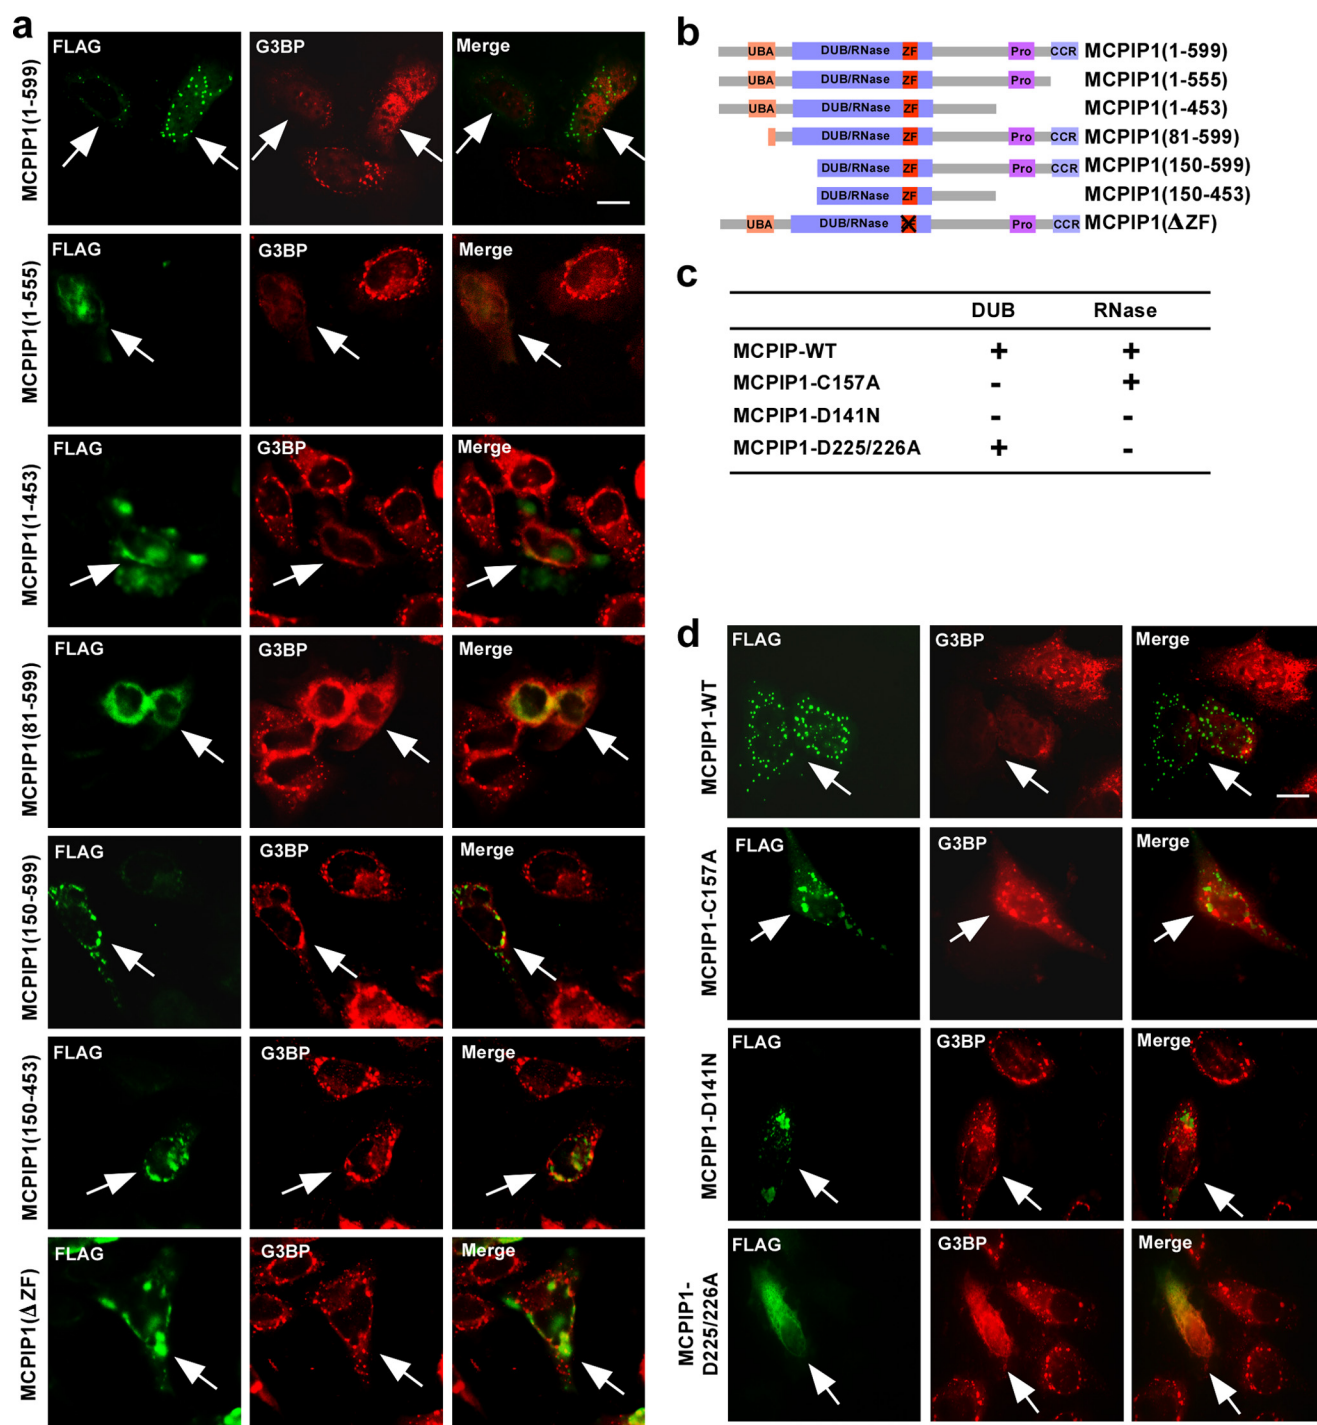 a
FLAG G3BP Merge
MCPIP1(1-599)
MCPIP1(1-555)
FLAG G3BP Merge
MCPIP1(1-453)
FLAG G3BP Merge
MCPIP1(81-599)
FLAG G3BP Merge
MCPIP1(150-599)
FLAG G3BP Merge
MCPIP1(150-453)
FLAG G3BP Merge
MCPIP1(ΔZF)
FLAG G3BP Merge
b
UBA DUB/RNase ZF Pro CCR MCPIP1(1-599)
UBA DUB/RNase ZF Pro MCPIP1(1-555)
UBA DUB/RNase ZF MCPIP1(1-453)
DUB/RNase ZF Pro CCR MCPIP1(81-599)
DUB/RNase ZF Pro CCR MCPIP1(150-599)
DUB/RNase ZF MCPIP1(150-453)
UBA DUB/RNase Pro CCR MCPIP1(ΔZF)
c
DUB RNase
MCPIP-WT + +
MCPIP1-C157A - +
MCPIP1-D141N - -
MCPIP1-D225/226A + -
d
FLAG G3BP Merge
MCPIP1-WT
FLAG G3BP Merge
MCPIP1-C157A
FLAG G3BP Merge
MCPIP1-D141N
FLAG G3BP Merge
MCPIP1-
D225/226A